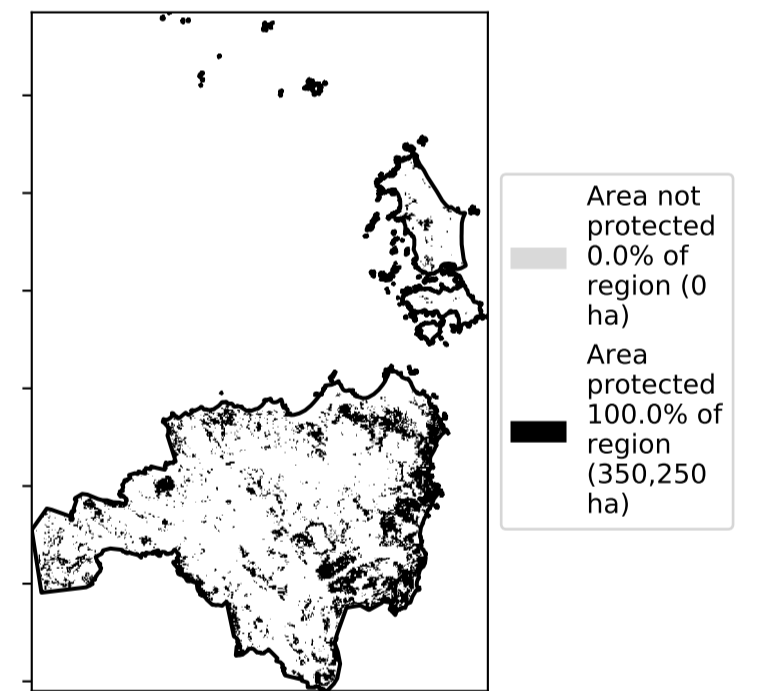 Area not
protected
0.0% of
region (0
ha)
Area
protected
100.0% of
region
(350,250
ha)